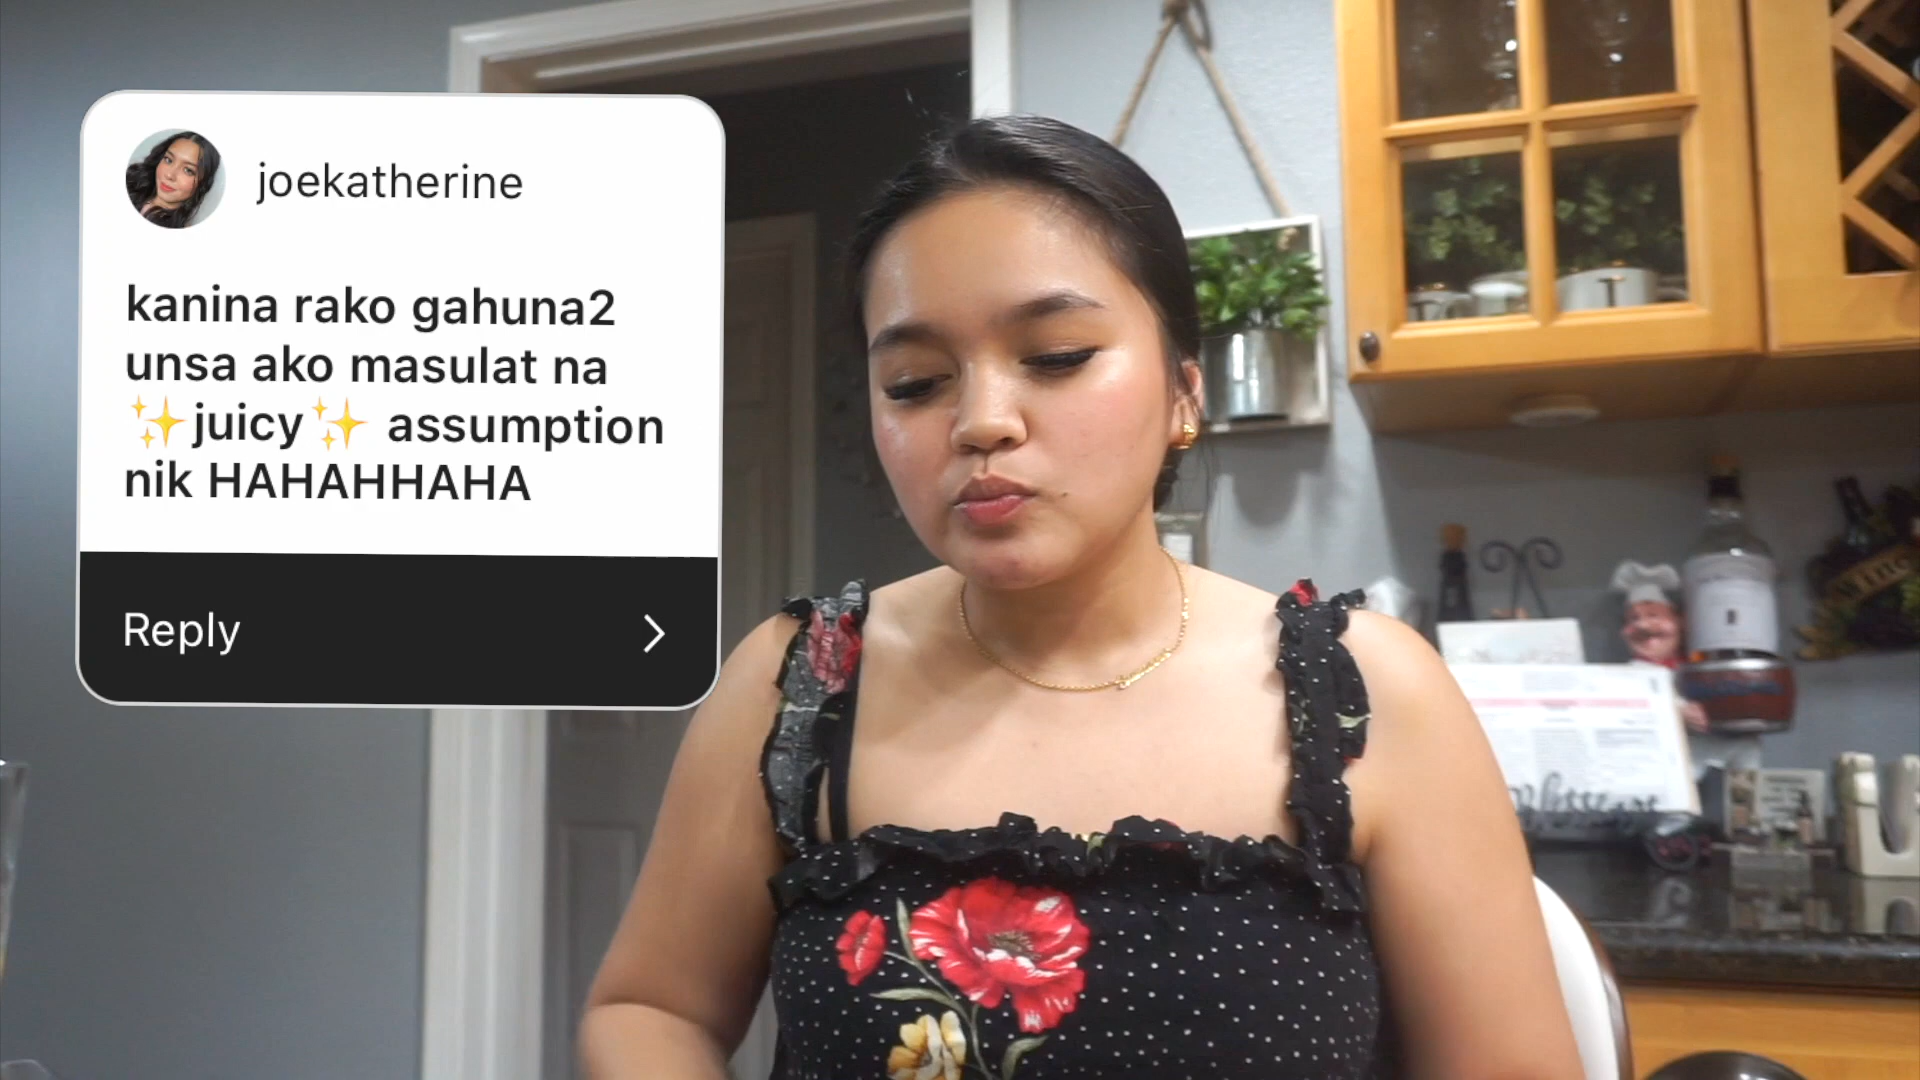 joekatherine
kanina rako gahuna2
unsa ako masulat na
✨juicy✨ assumption
nik HAHAHHAHA
Reply